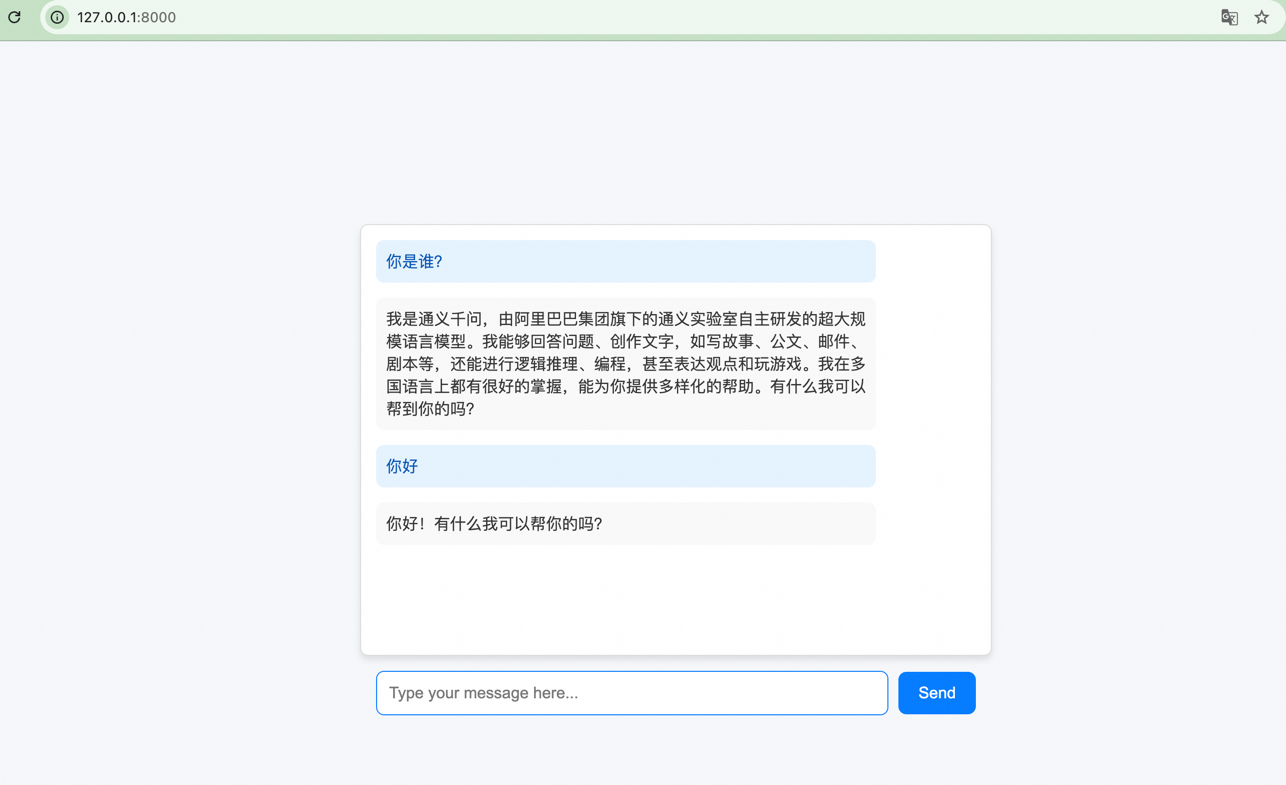 127.0.0.1:8000
你是谁?
我是通义千问，由阿里巴巴集团旗下的通义实验室自主研发的超大规
模语言模型。我能够回答问题、创作文字，如写故事、公文、邮件、
剧本等，还能进行逻辑推理、编程，甚至表达观点和玩游戏。我在多
国语言上都有很好的掌握，能为你提供多样化的帮助。有什么我可以
帮到你的吗?
你好
你好！有什么我可以帮你的吗?
Type your message here...
Send